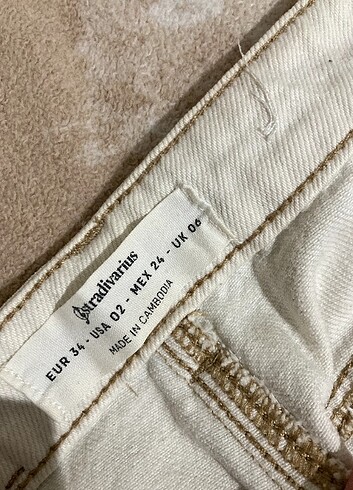 Stradivarius
EUR 34 - USA 02 - MEX 24 - UK 06
MADE IN CAMBODIA